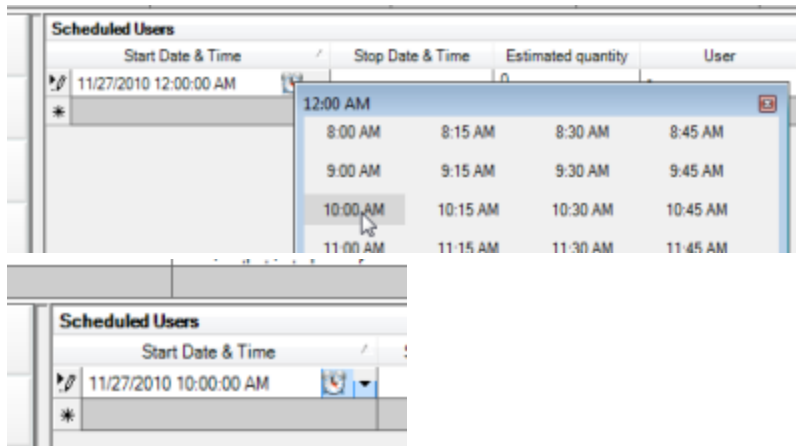 Scheduled Users
Start Date & Time / Stop Date & Time Estimated quantity User
11/27/2010 12:00:00 AM 0 -
12:00 AM
8:00 AM 8:15 AM 8:30 AM 8:45 AM
9:00 AM 9:15 AM 9:30 AM 9:45 AM
10:00 AM 10:15 AM 10:30 AM 10:45 AM
11:00 AM 11:15 AM 11:30 AM 11:45 AM
Scheduled Users
Start Date & Time /
11/27/2010 10:00:00 AM